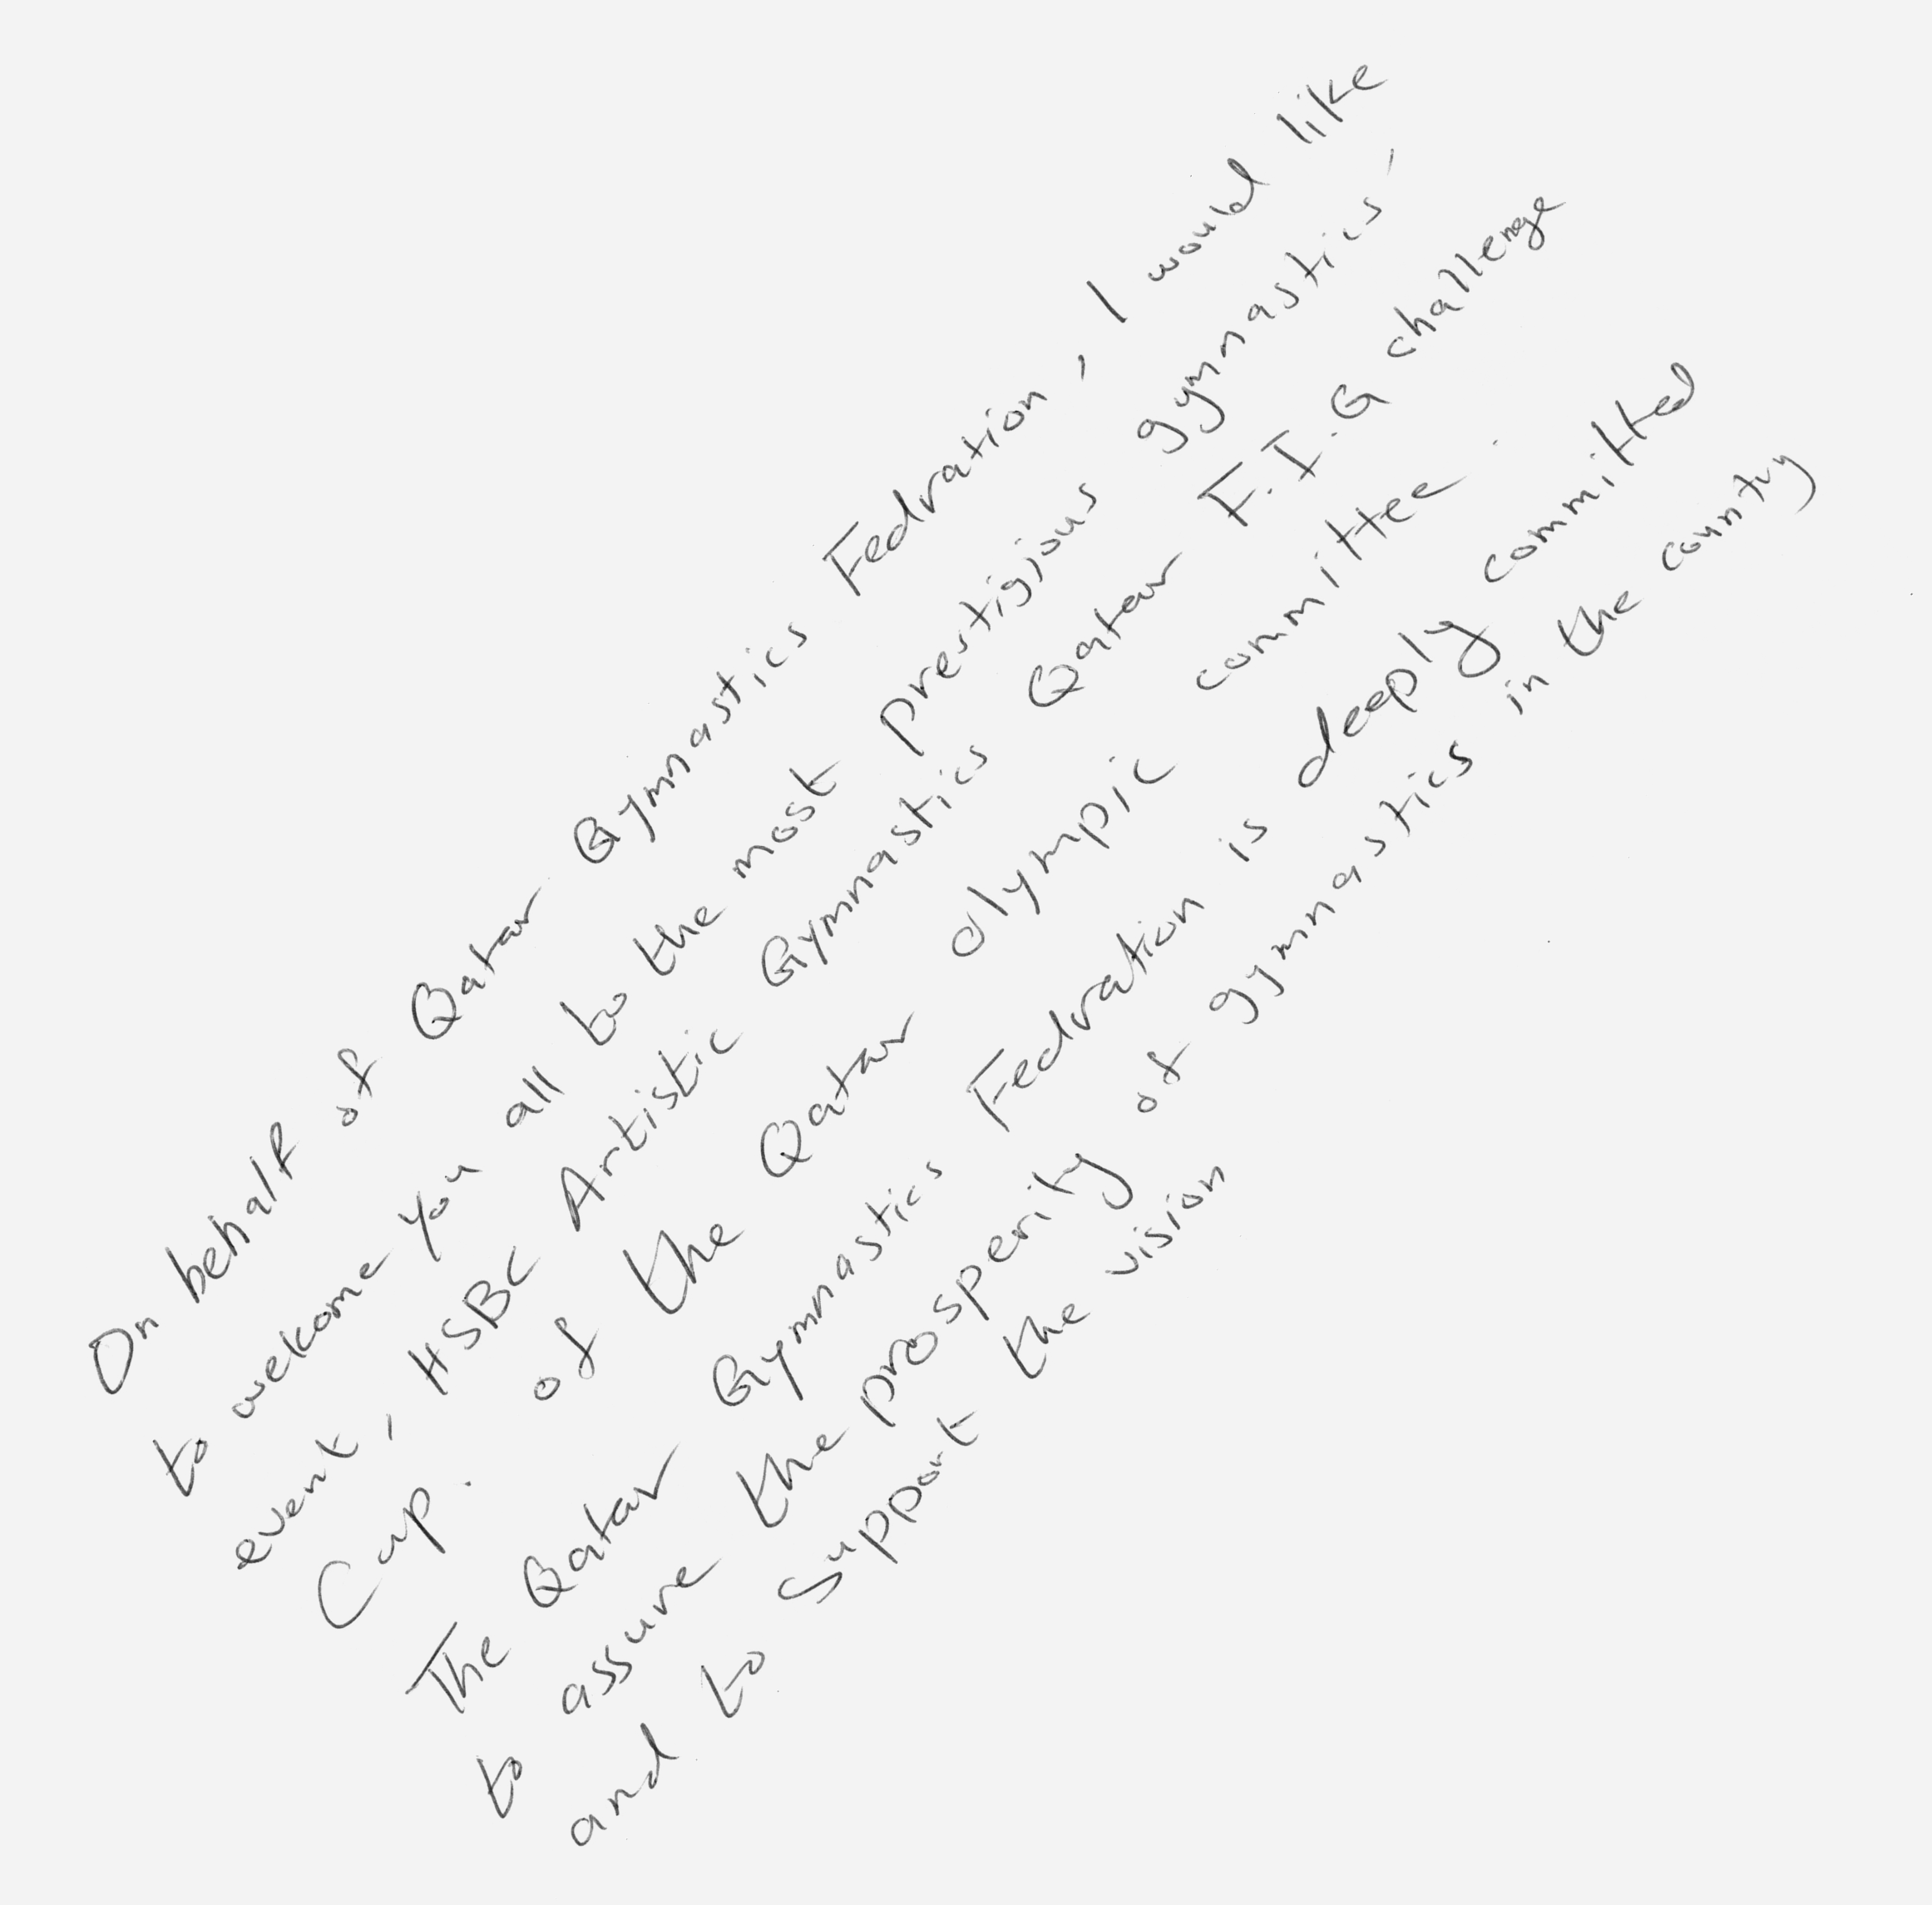 On behalf of Qatar Gymnastics Fedration, I would like
to welcome you all to the most prestigious gymnastics,
event, HSBC Artistic Gymnastics Qatar F.I.G challenge
Cup. of the Qatar olympic committee.
The Qatar Gymnastics Fedration is deeply committed
to assure the prosperity of gymnastics in the country
and to support the vision